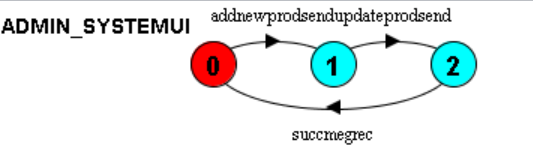 addnewprodsendupdateprodsend
ADMIN_SYSTEMUI
0 1 2
succmegrec